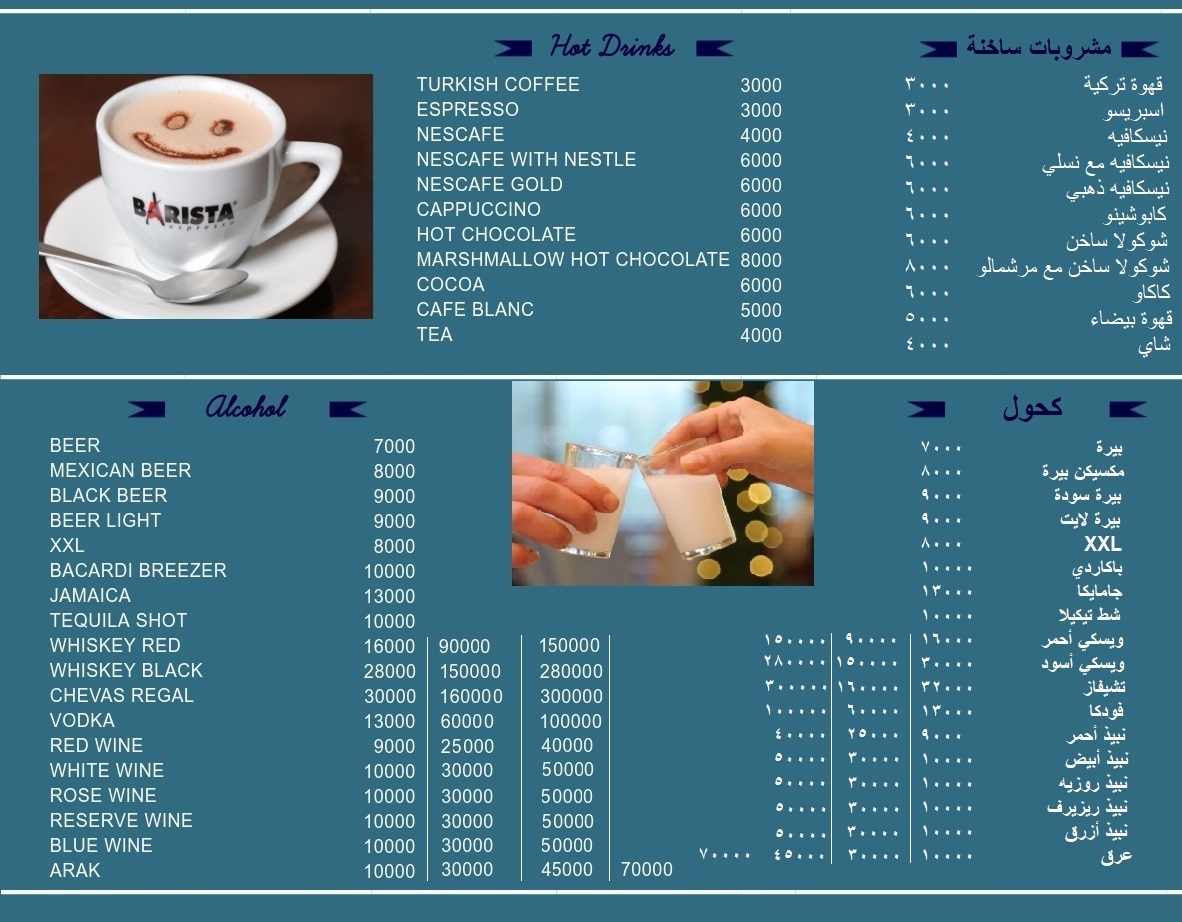 BARISTA
espresso
Hot Drinks
TURKISH COFFEE 3000
ESPRESSO 3000
NESCAFE 4000
NESCAFE WITH NESTLE 6000
NESCAFE GOLD 6000
CAPPUCCINO 6000
HOT CHOCOLATE 6000
MARSHMALLOW HOT CHOCOLATE 8000
COCOA 6000
CAFE BLANC 5000
TEA 4000
مشروبات ساخنة
قهوة تركية ٣٠٠٠
اسبريسو ٣٠٠٠
نيسكافيه ٤٠٠٠
نيسكافيه مع نسلي ٦٠٠٠
نيسكافيه ذهبي ٦٠٠٠
كابوشينو ٦٠٠٠
شوكولا ساخن ٦٠٠٠
شوكولا ساخن مع مرشمالو ٨٠٠٠
كاكاو ٦٠٠٠
قهوة بيضاء ٥٠٠٠
شاي ٤٠٠٠
Alcohol
BEER 7000
MEXICAN BEER 8000
BLACK BEER 9000
BEER LIGHT 9000
XXL 8000
BACARDI BREEZER 10000
JAMAICA 13000
TEQUILA SHOT 10000
WHISKEY RED 16000 90000 150000
WHISKEY BLACK 28000 150000 280000
CHEVAS REGAL 30000 160000 300000
VODKA 13000 60000 100000
RED WINE 9000 25000 40000
WHITE WINE 10000 30000 50000
ROSE WINE 10000 30000 50000
RESERVE WINE 10000 30000 50000
BLUE WINE 10000 30000 50000
ARAK 10000 30000 45000 70000
كحول
بيرة ٧٠٠٠
مكسيكن بيرة ٨٠٠٠
بيرة سودة ٩٠٠٠
بيرة لايت ٩٠٠٠
XXL ٨٠٠٠
باكاردي ١٠٠٠٠
جامايكا ١٣٠٠٠
شط تيكيلا ١٠٠٠٠
ويسكي أحمر ١٦٠٠٠ ٩٠٠٠٠ ١٥٠٠٠٠
ويسكي أسود ٣٠٠٠٠ ١٥٠٠٠٠ ٢٨٠٠٠٠
تشيفاز ٣٢٠٠٠ ١٦٠٠٠٠ ٣٠٠٠٠٠
فودكا ١٣٠٠٠ ٦٠٠٠٠ ١٠٠٠٠٠
نبيذ أحمر ٩٠٠٠ ٢٥٠٠٠ ٤٠٠٠٠
نبيذ أبيض ١٠٠٠٠ ٣٠٠٠٠ ٥٠٠٠٠
نبيذ روزيه ١٠٠٠٠ ٣٠٠٠٠ ٥٠٠٠٠
نبيذ ريزيرف ١٠٠٠٠ ٣٠٠٠٠ ٥٠٠٠٠
نبيذ أزرق ١٠٠٠٠ ٣٠٠٠٠ ٥٠٠٠٠
عرق ١٠٠٠٠ ٣٠٠٠٠ ٤٥٠٠٠ ٧٠٠٠٠